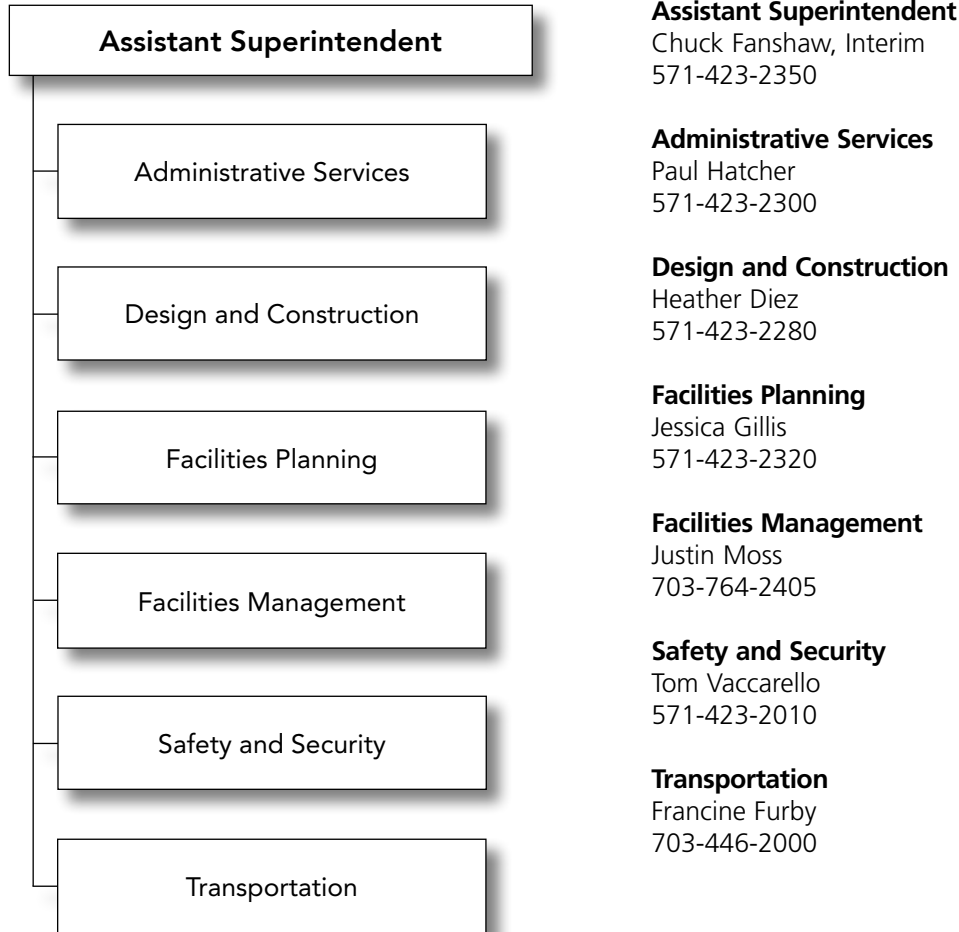 Assistant Superintendent
Administrative Services
Design and Construction
Facilities Planning
Facilities Management
Safety and Security
Transportation
Assistant Superintendent
Chuck Fanshaw, Interim
571-423-2350
Administrative Services
Paul Hatcher
571-423-2300
Design and Construction
Heather Diez
571-423-2280
Facilities Planning
Jessica Gillis
571-423-2320
Facilities Management
Justin Moss
703-764-2405
Safety and Security
Tom Vaccarello
571-423-2010
Transportation
Francine Furby
703-446-2000